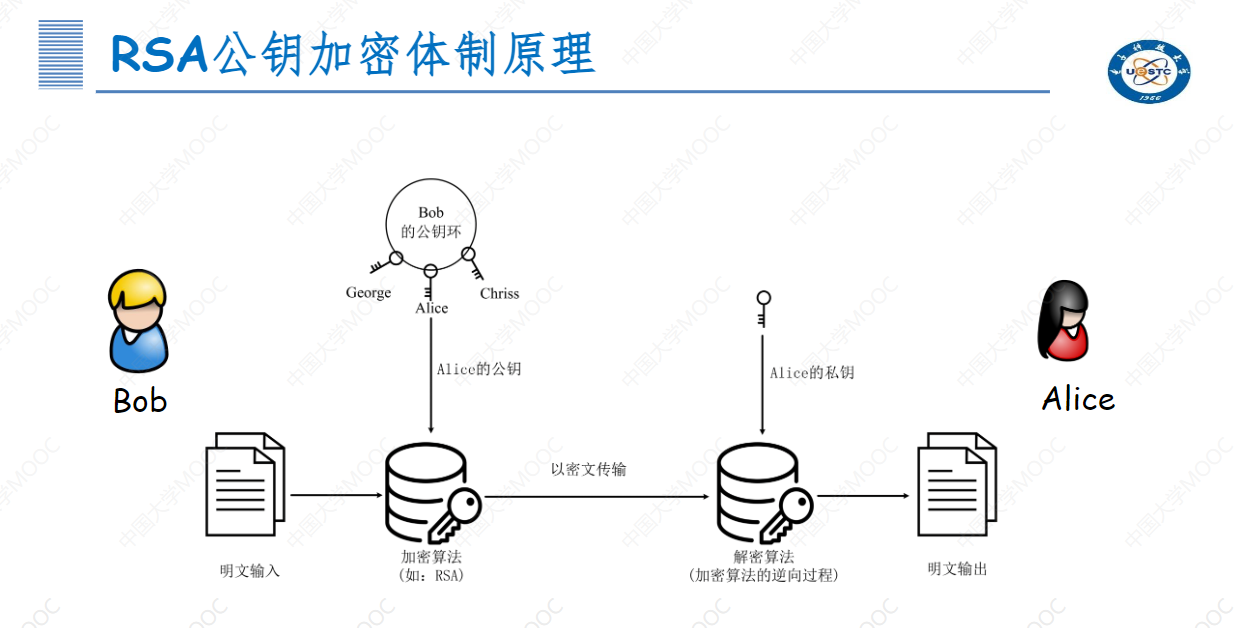 RSA公钥加密体制原理
UESTC
1956
Bob
的公钥环
George
Alice
Chriss
Alice的公钥
Alice的私钥
Bob
Alice
以密文传输
明文输入
加密算法
(如: RSA)
解密算法
(加密算法的逆向过程)
明文输出
中国大学MOOC